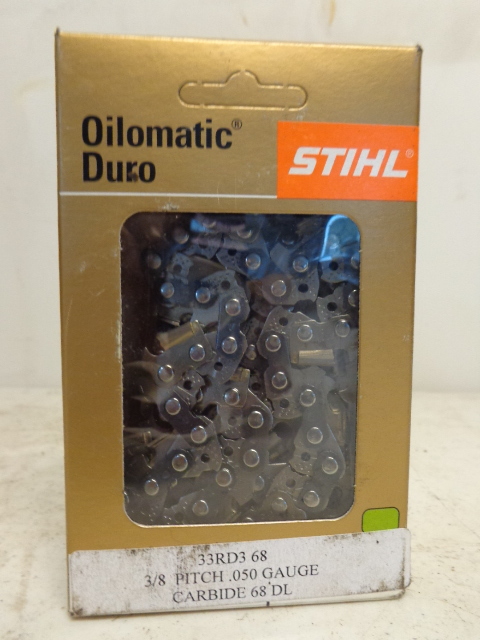 Oilomatic®
Duro
STIHL®
33RD3 68
3/8 PITCH .050 GAUGE
CARBIDE 68 DL